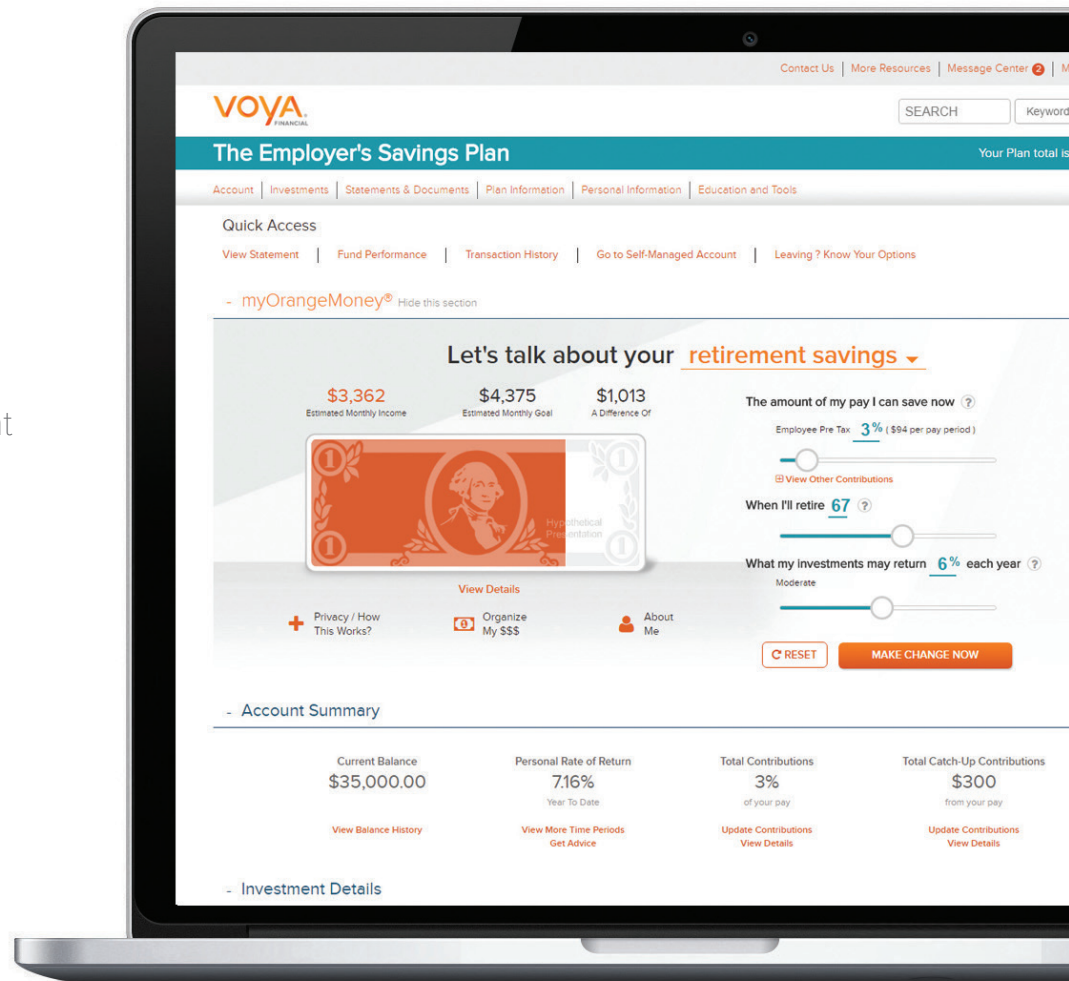 Contact Us | More Resources | Message Center 2 | M
VOYA
FINANCIAL
SEARCH Keyword
The Employer's Savings Plan Your Plan total is
Account | Investments | Statements & Documents | Plan Information | Personal Information | Education and Tools
Quick Access
View Statement | Fund Performance | Transaction History | Go to Self-Managed Account | Leaving ? Know Your Options
- myOrangeMoney® Hide this section
Let's talk about your retirement savings
$3,362 $4,375 $1,013
Estimated Monthly Income Estimated Monthly Goal A Difference Of
1 1
Hypothetical
Presentation
1 1
View Details
+ Privacy / How
This Works?
Organize
My $$$
About
Me
The amount of my pay I can save now ?
Employee Pre Tax 3% ( $94 per pay period )
View Other Contributions
When I'll retire 67 ?
What my investments may return 6% each year ?
Moderate
RESET MAKE CHANGE NOW
nt
- Account Summary
Current Balance Personal Rate of Return Total Contributions Total Catch-Up Contributions
$35,000.00 7.16% 3% $300
Year To Date of your pay from your pay
View Balance History View More Time Periods Update Contributions Update Contributions
Get Advice View Details View Details
- Investment Details